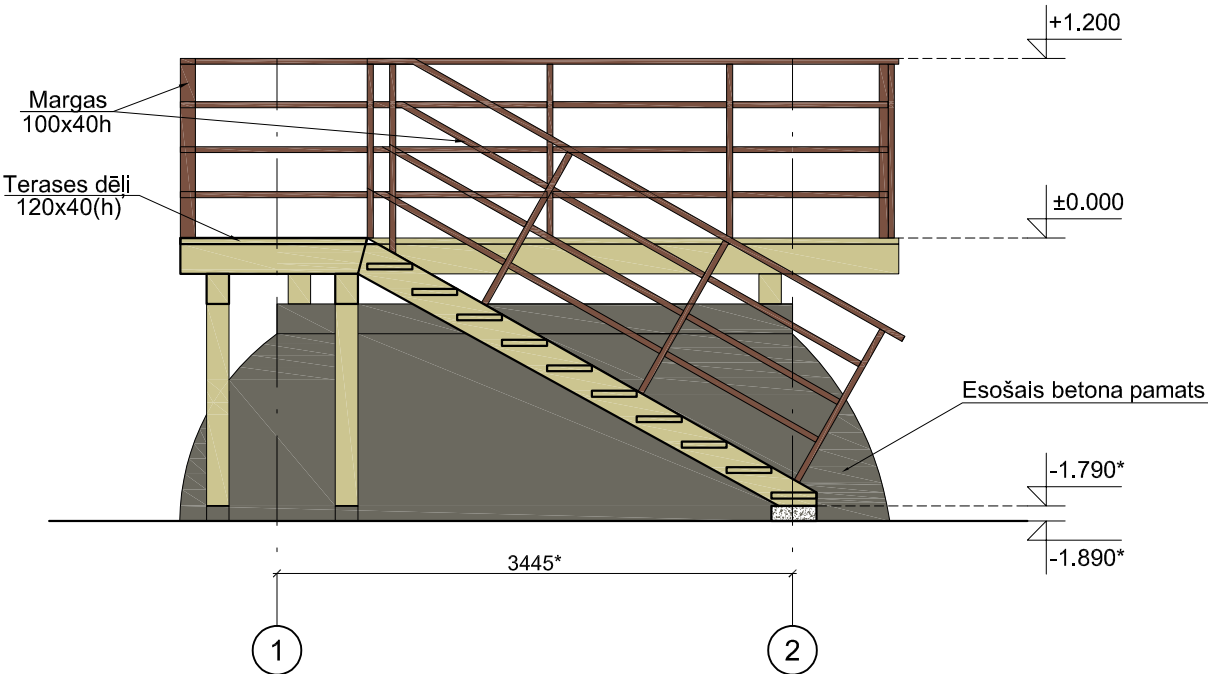 +1.200
Margas
100x40h
Terases dēļi
120x40(h)
±0.000
Esošais betona pamats
-1.790*
-1.890*
3445*
1
2